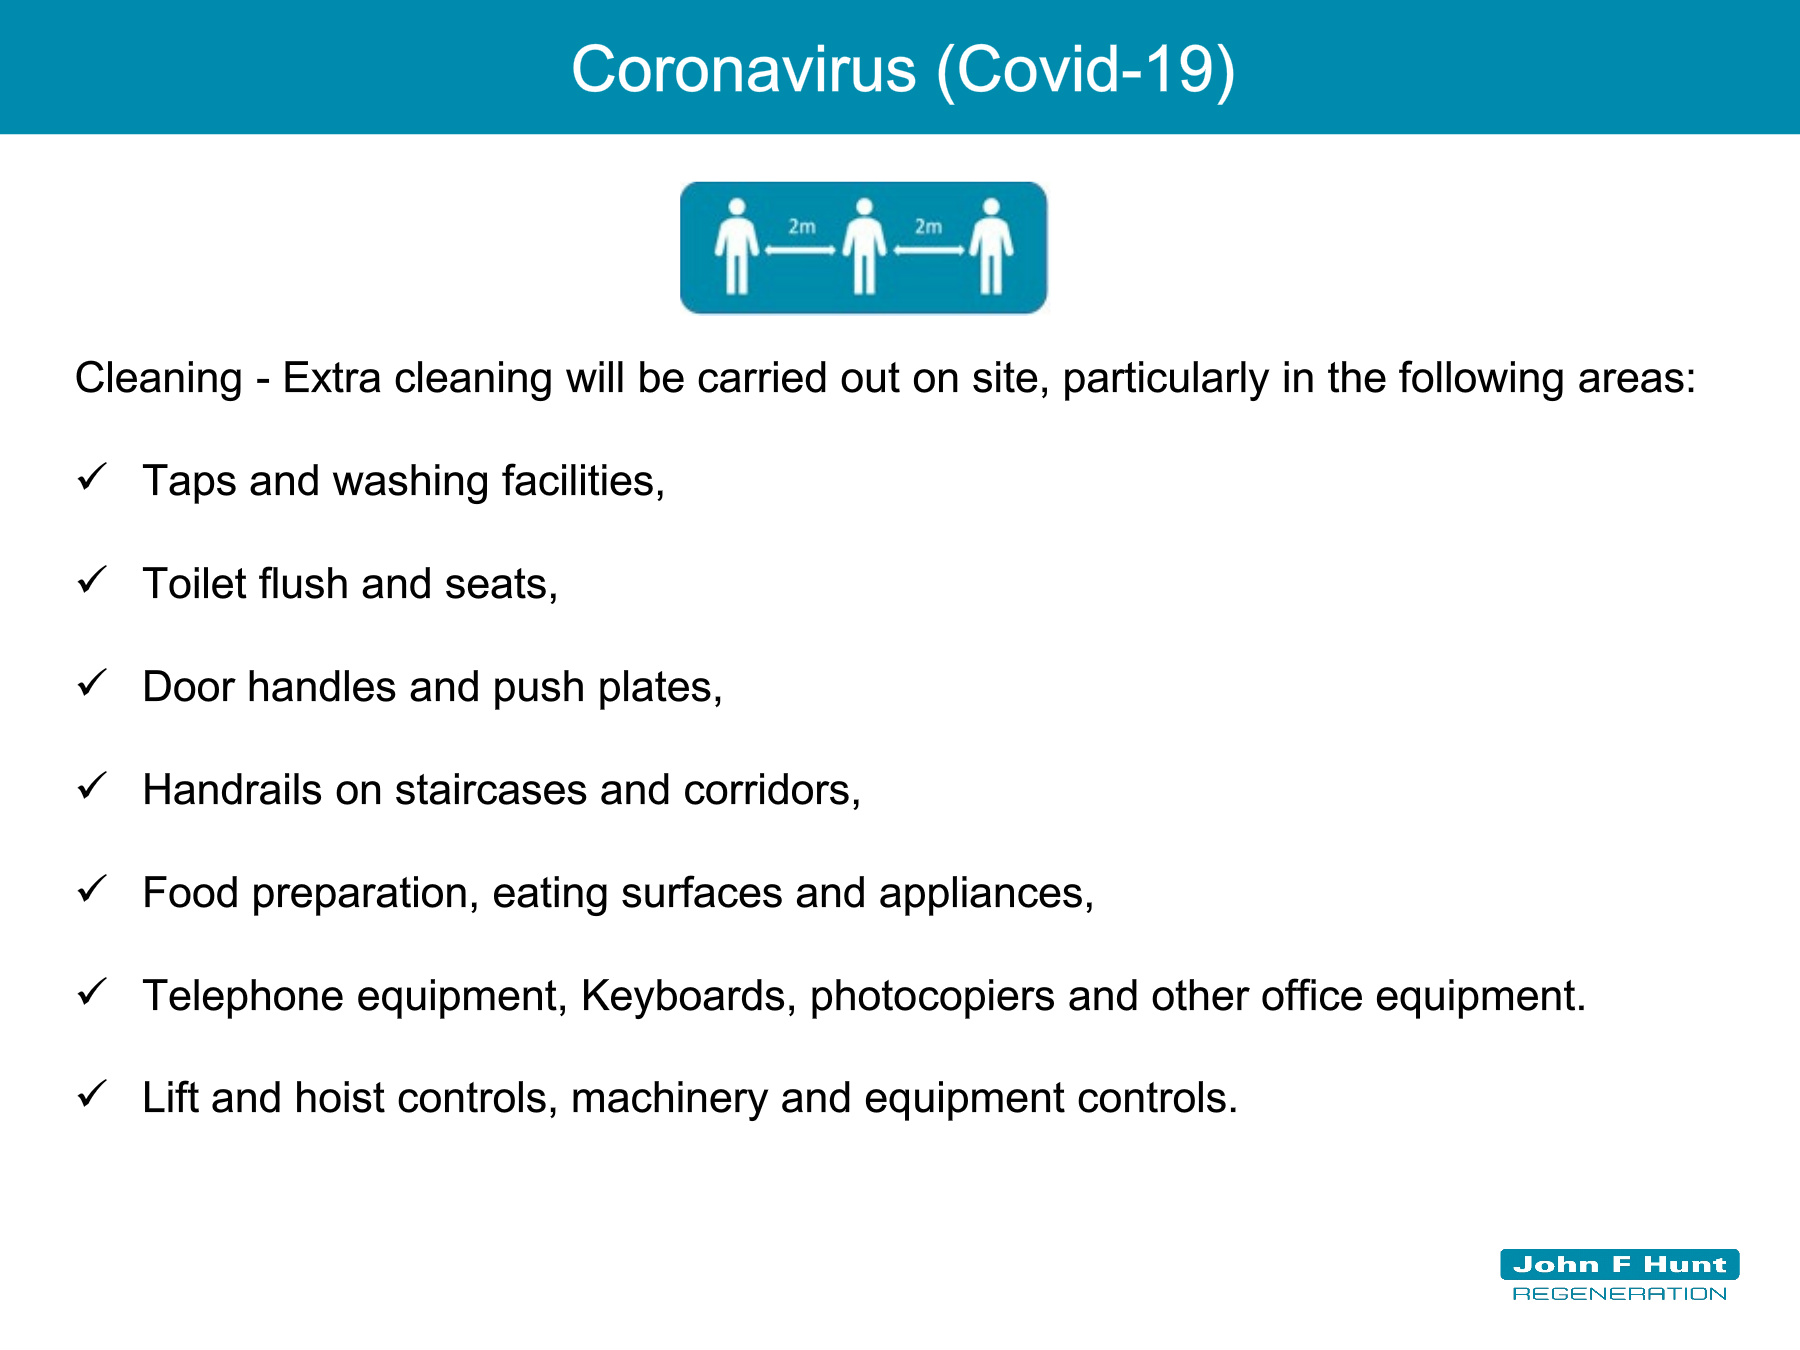 Coronavirus (Covid-19)
2m 2m
Cleaning - Extra cleaning will be carried out on site, particularly in the following areas:
✓ Taps and washing facilities,
✓ Toilet flush and seats,
✓ Door handles and push plates,
✓ Handrails on staircases and corridors,
✓ Food preparation, eating surfaces and appliances,
✓ Telephone equipment, Keyboards, photocopiers and other office equipment.
✓ Lift and hoist controls, machinery and equipment controls.
John F Hunt
REGENERATION